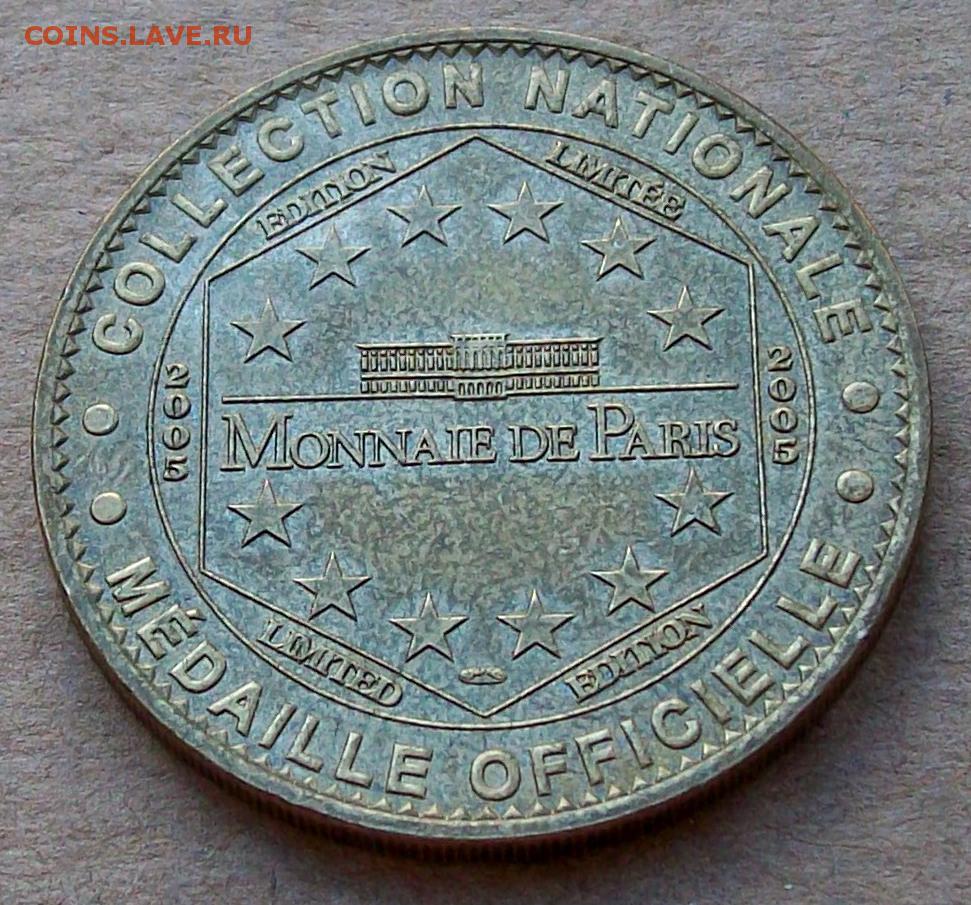 COINS.LAVE.RU
COLLECTION NATIONALE
EDITION LIMITÉE
2005
2005
MONNAIE DE PARIS
LIMITED EDITION
MÉDAILLE OFFICIELLE